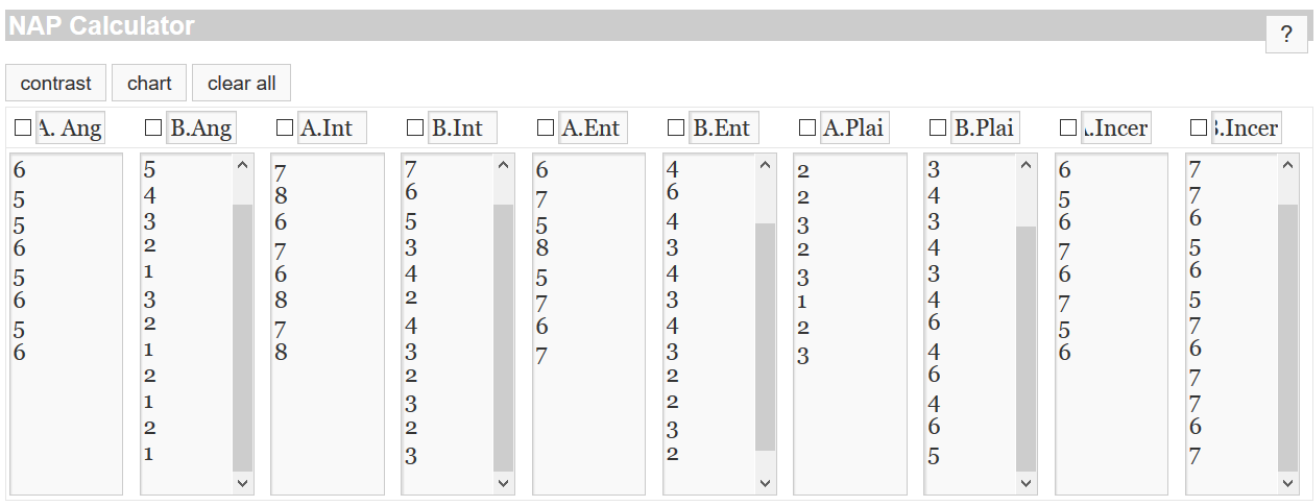 NAP Calculator
?
contrast chart clear all
A. Ang B.Ang A.Int B.Int A.Ent B.Ent A.Plai B.Plai .Incer .Incer
6 5 7 7 6 4 2 3 6 7
5 4 8 6 7 6 2 4 5 7
5 3 6 5 5 4 3 3 6 6
6 2 7 3 8 3 2 4 7 5
5 1 6 4 5 4 3 3 6 6
6 3 8 2 7 3 1 4 7 5
5 2 7 4 6 4 2 6 5 7
6 1 8 3 7 3 3 4 6 6
2 2 2 6 7
1 3 2 4 7
2 2 3 6 6
1 3 2 5 7